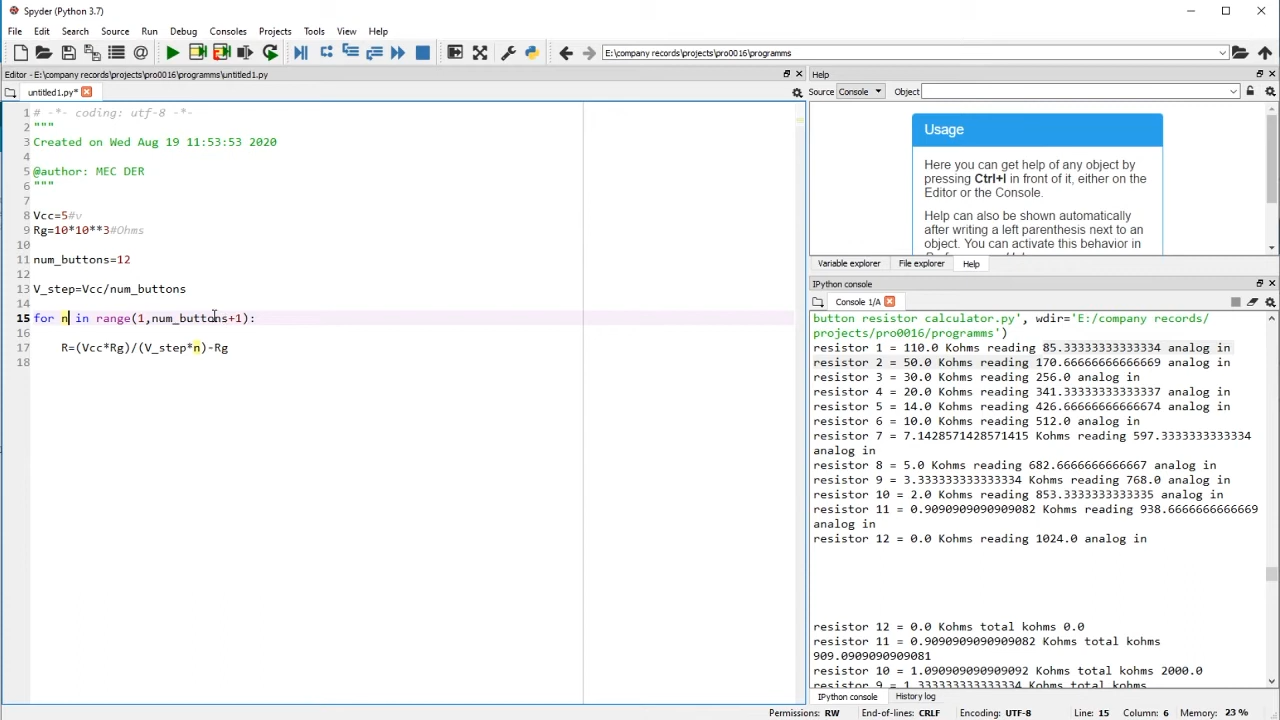 Spyder (Python 3.7)
File Edit Search Source Run Debug Consoles Projects Tools View Help
E:\company records\projects\pro0016\programms
Editor - E:\company records\projects\pro0016\programms\untitled1.py
untitled1.py*
1 # -*- coding: utf-8 -*-
2 """
3 Created on Wed Aug 19 11:53:53 2020
4
5 @author: MEC DER
6 """
7
8 Vcc=5#v
9 Rg=10*10**3#Ohms
10
11 num_buttons=12
12
13 V_step=Vcc/num_buttons
14
15 for n in range(1,num_buttons+1):
16
17 R=(Vcc*Rg)/(V_step*n)-Rg
18
Help
Source Console Object
Usage
Here you can get help of any object by
pressing Ctrl+I in front of it, either on the
Editor or the Console.
Help can also be shown automatically
after writing a left parenthesis next to an
object. You can activate this behavior in
Variable explorer File explorer Help
IPython console
Console 1/A
button resistor calculator.py', wdir='E:/company records/
projects/pro0016/programms')
resistor 1 = 110.0 Kohms reading 85.33333333333334 analog in
resistor 2 = 50.0 Kohms reading 170.66666666666669 analog in
resistor 3 = 30.0 Kohms reading 256.0 analog in
resistor 4 = 20.0 Kohms reading 341.33333333333337 analog in
resistor 5 = 14.0 Kohms reading 426.66666666666674 analog in
resistor 6 = 10.0 Kohms reading 512.0 analog in
resistor 7 = 7.1428571428571415 Kohms reading 597.3333333333334
analog in
resistor 8 = 5.0 Kohms reading 682.6666666666667 analog in
resistor 9 = 3.333333333333334 Kohms reading 768.0 analog in
resistor 10 = 2.0 Kohms reading 853.3333333333335 analog in
resistor 11 = 0.9090909090909082 Kohms reading 938.6666666666669
analog in
resistor 12 = 0.0 Kohms reading 1024.0 analog in
resistor 12 = 0.0 Kohms total kohms 0.0
resistor 11 = 0.9090909090909082 Kohms total kohms
909.0909090909081
resistor 10 = 1.090909090909092 Kohms total kohms 2000.0
resistor 9 = 1.333333333333334 Kohms total kohms
IPython console History log
Permissions: RW End-of-lines: CRLF Encoding: UTF-8 Line: 15 Column: 6 Memory: 23 %